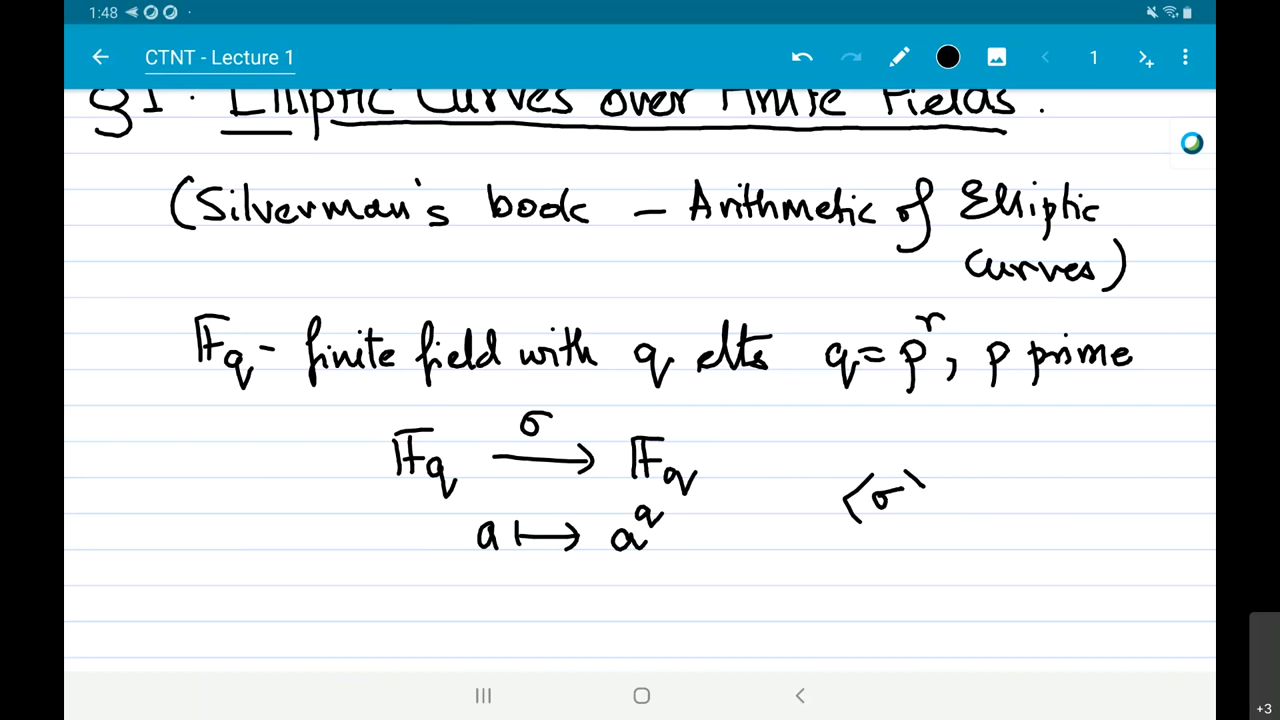 1:48
CTNT - Lecture 1
1
§1. Elliptic Curves over Finite Fields.
(Silverman's book - Arithmetic of Elliptic
Curves)
𝔽q - finite field with q elts q = p^r, p prime
𝔽q —σ→ 𝔽q
a ↦ a^q
⟨σ⟩
+3